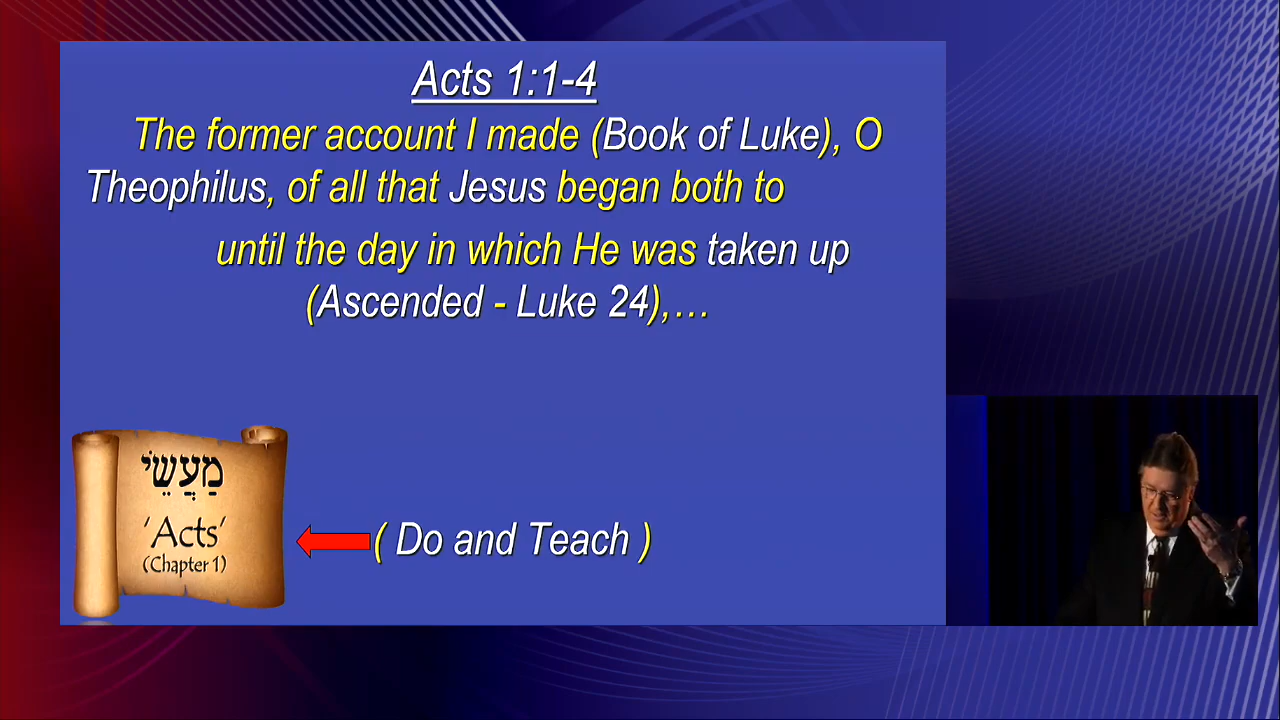 Acts 1:1-4
The former account I made (Book of Luke), O
Theophilus, of all that Jesus began both to
until the day in which He was taken up
(Ascended - Luke 24),…
מַעֲשֵׂי
'Acts'
(Chapter 1)
( Do and Teach )